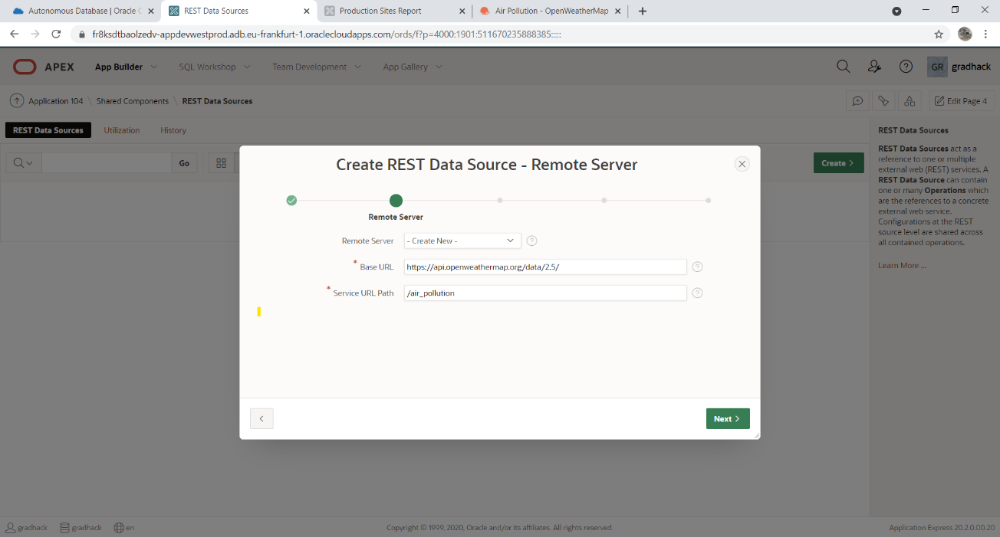 Autonomous Database | Oracle C
REST Data Sources
Production Sites Report
Air Pollution - OpenWeatherMap
fr8ksdtbaolzedv-appdevwestprod.adb.eu-frankfurt-1.oraclecloudapps.com/ords/f?p=4000:1901:511670235888385:::::
APEX
App Builder
SQL Workshop
Team Development
App Gallery
GR
gradhack
Application 104 \ Shared Components \ REST Data Sources
Edit Page 4
REST Data Sources
Utilization
History
Go
Create
Create REST Data Source - Remote Server
Remote Server
Remote Server
- Create New -
* Base URL
https://api.openweathermap.org/data/2.5/
* Service URL Path
/air_pollution
Next
REST Data Sources
REST Data Sources act as a
reference to one or multiple
external web (REST) services. A
REST Data Source can contain
one or many Operations which
are the references to a concrete
external web service.
Configurations at the REST
source level are shared across
all contained operations.
Learn More ...
gradhack
gradhack
en
Copyright © 1999, 2020, Oracle and/or its affiliates. All rights reserved.
Application Express 20.2.0.00.20